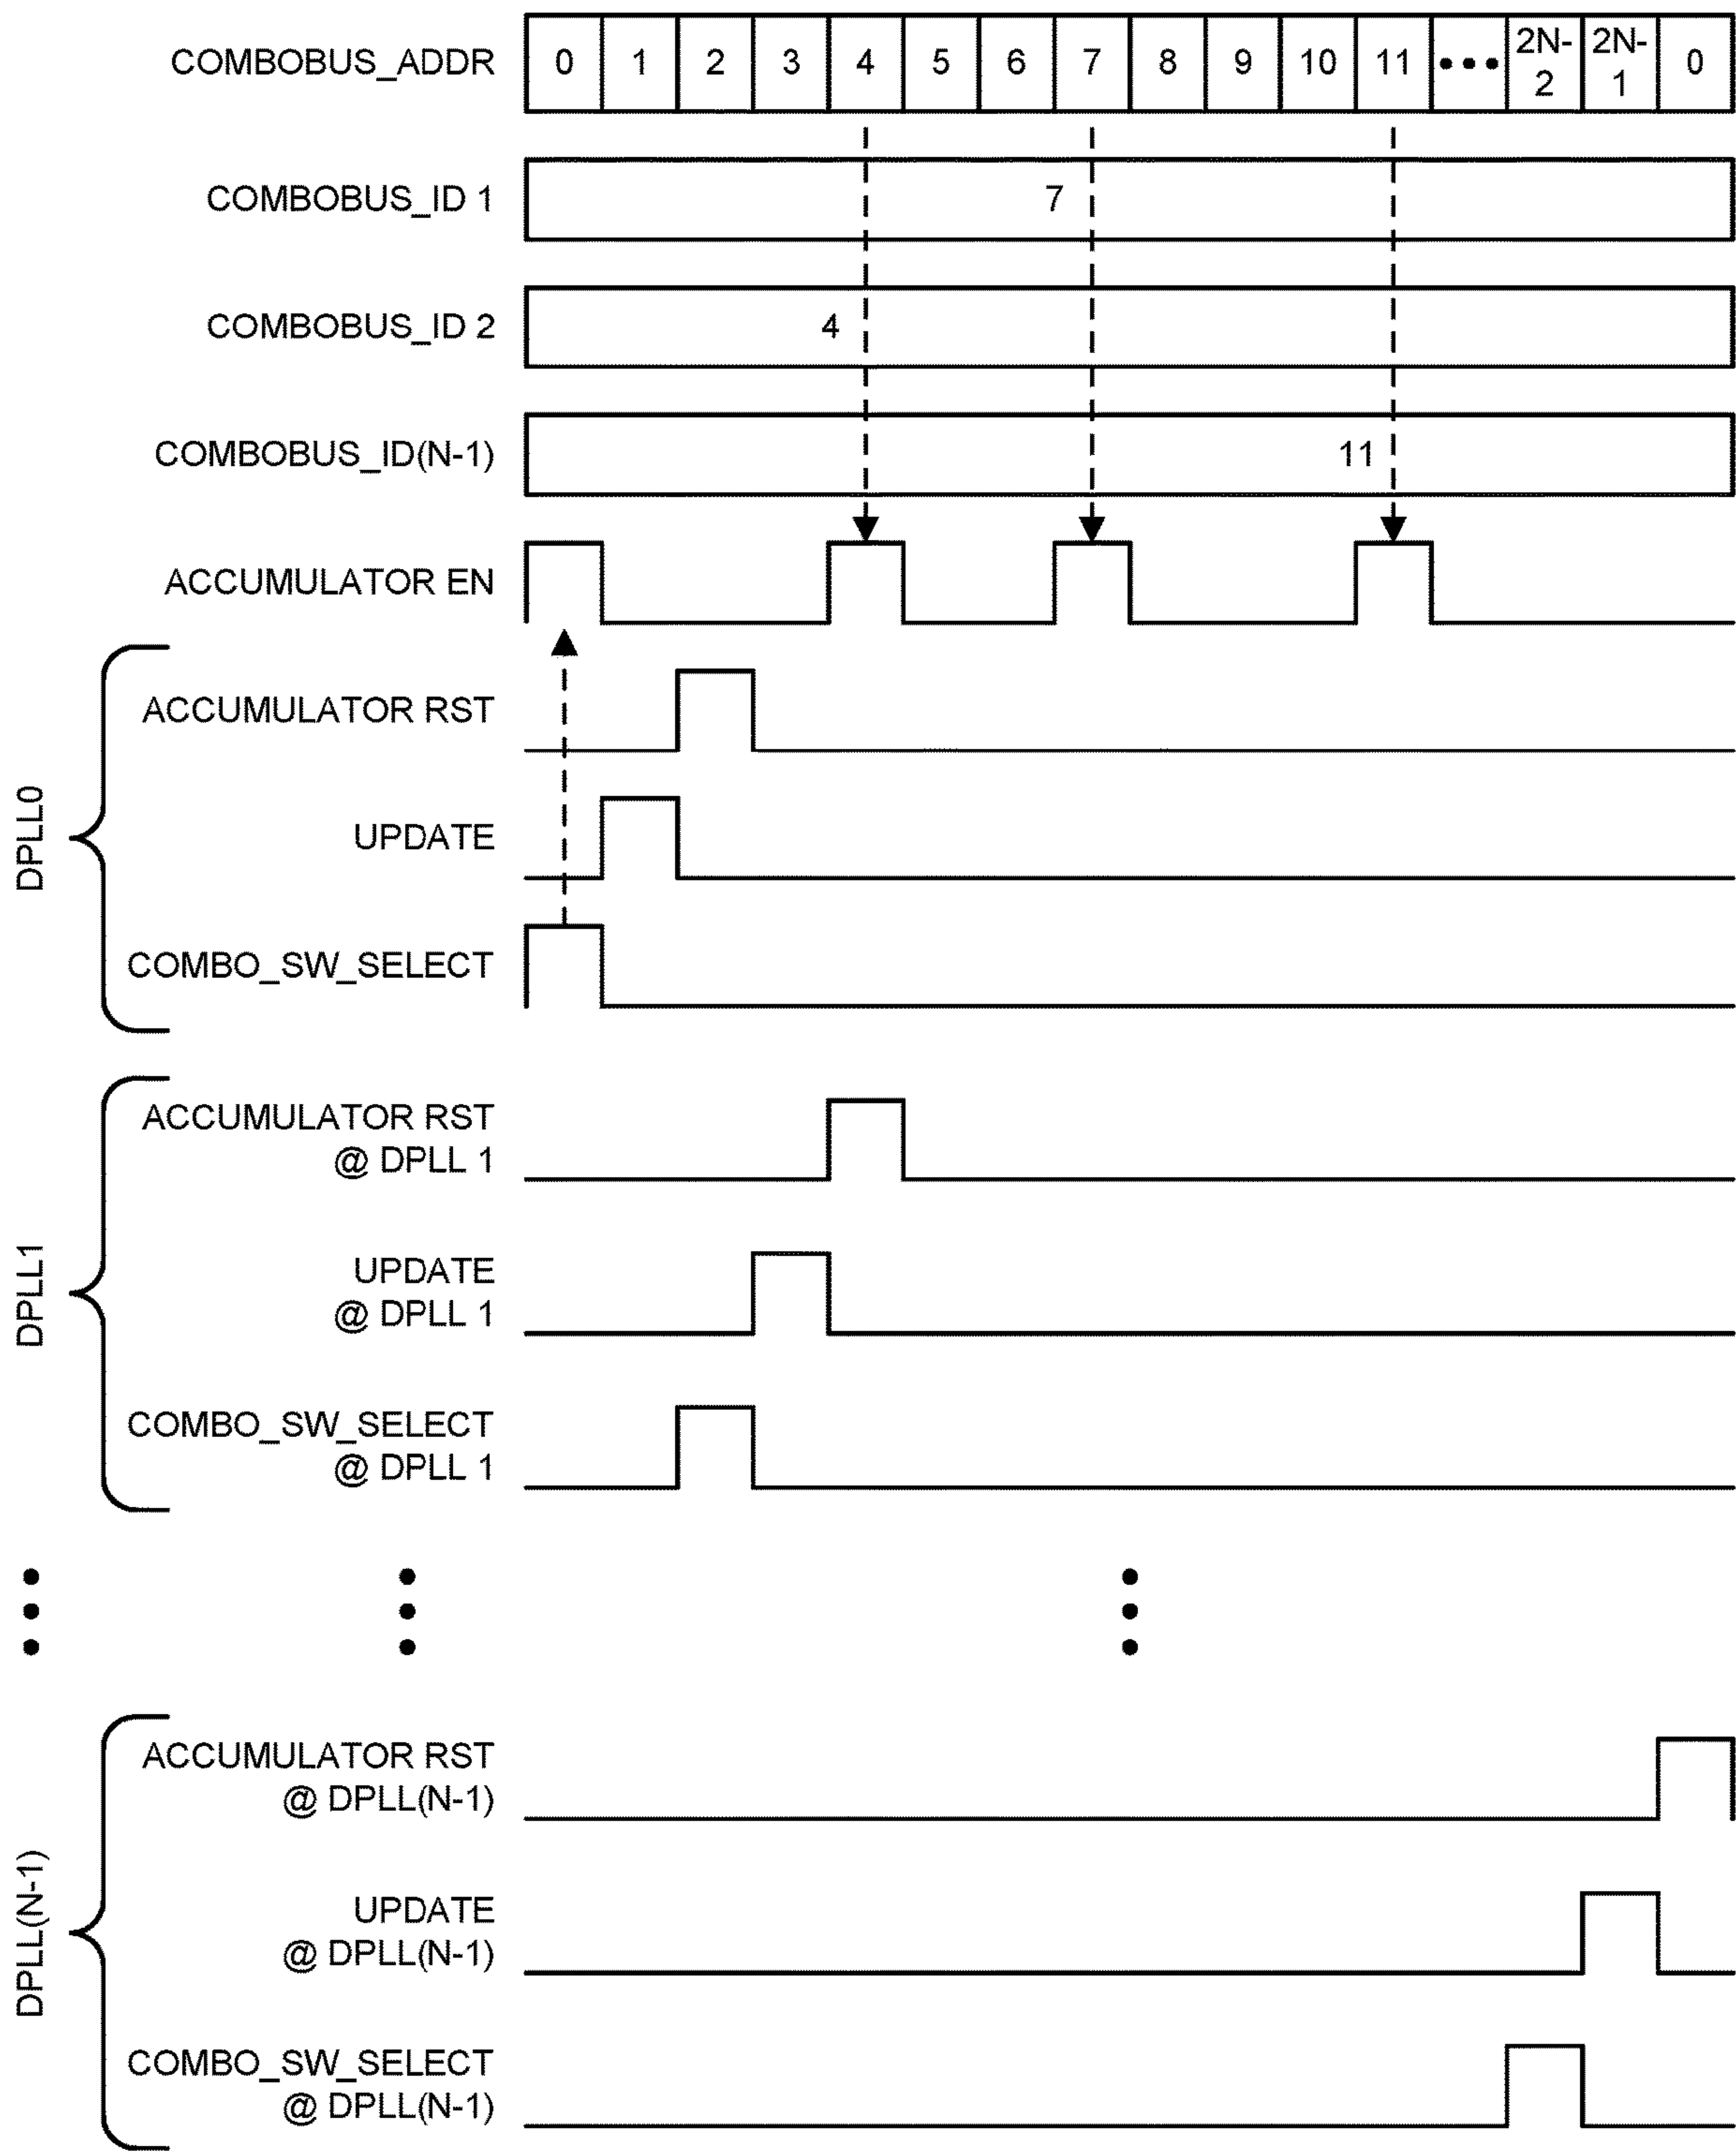 COMBOBUS_ADDR 0 1 2 3 4 5 6 7 8 9 10 11 ••• 2N-2 2N-1 0
COMBOBUS_ID 1 7
COMBOBUS_ID 2 4
COMBOBUS_ID(N-1) 11
ACCUMULATOR EN
DPLL0
ACCUMULATOR RST
UPDATE
COMBO_SW_SELECT
DPLL1
ACCUMULATOR RST
@ DPLL 1
UPDATE
@ DPLL 1
COMBO_SW_SELECT
@ DPLL 1
DPLL(N-1)
ACCUMULATOR RST
@ DPLL(N-1)
UPDATE
@ DPLL(N-1)
COMBO_SW_SELECT
@ DPLL(N-1)